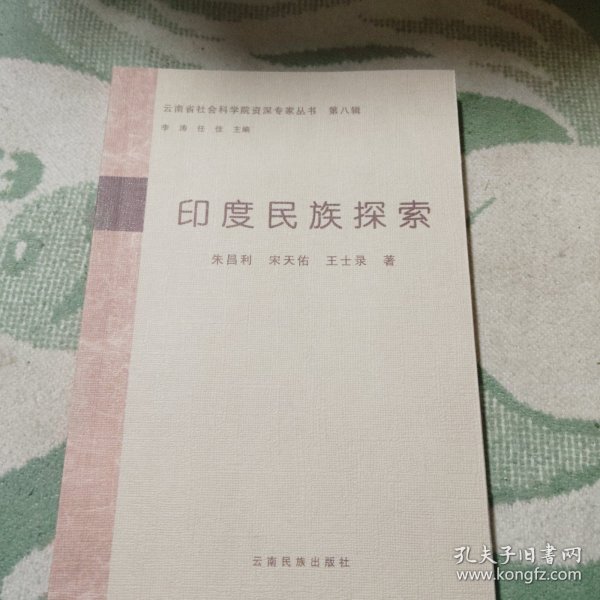 云南省社会科学院资深专家丛书 第八辑
李 涛 任 佳 主编
印度民族探索
朱昌利 宋天佑 王士录 著
云南民族出版社
孔夫子旧书网
www.kongfz.com